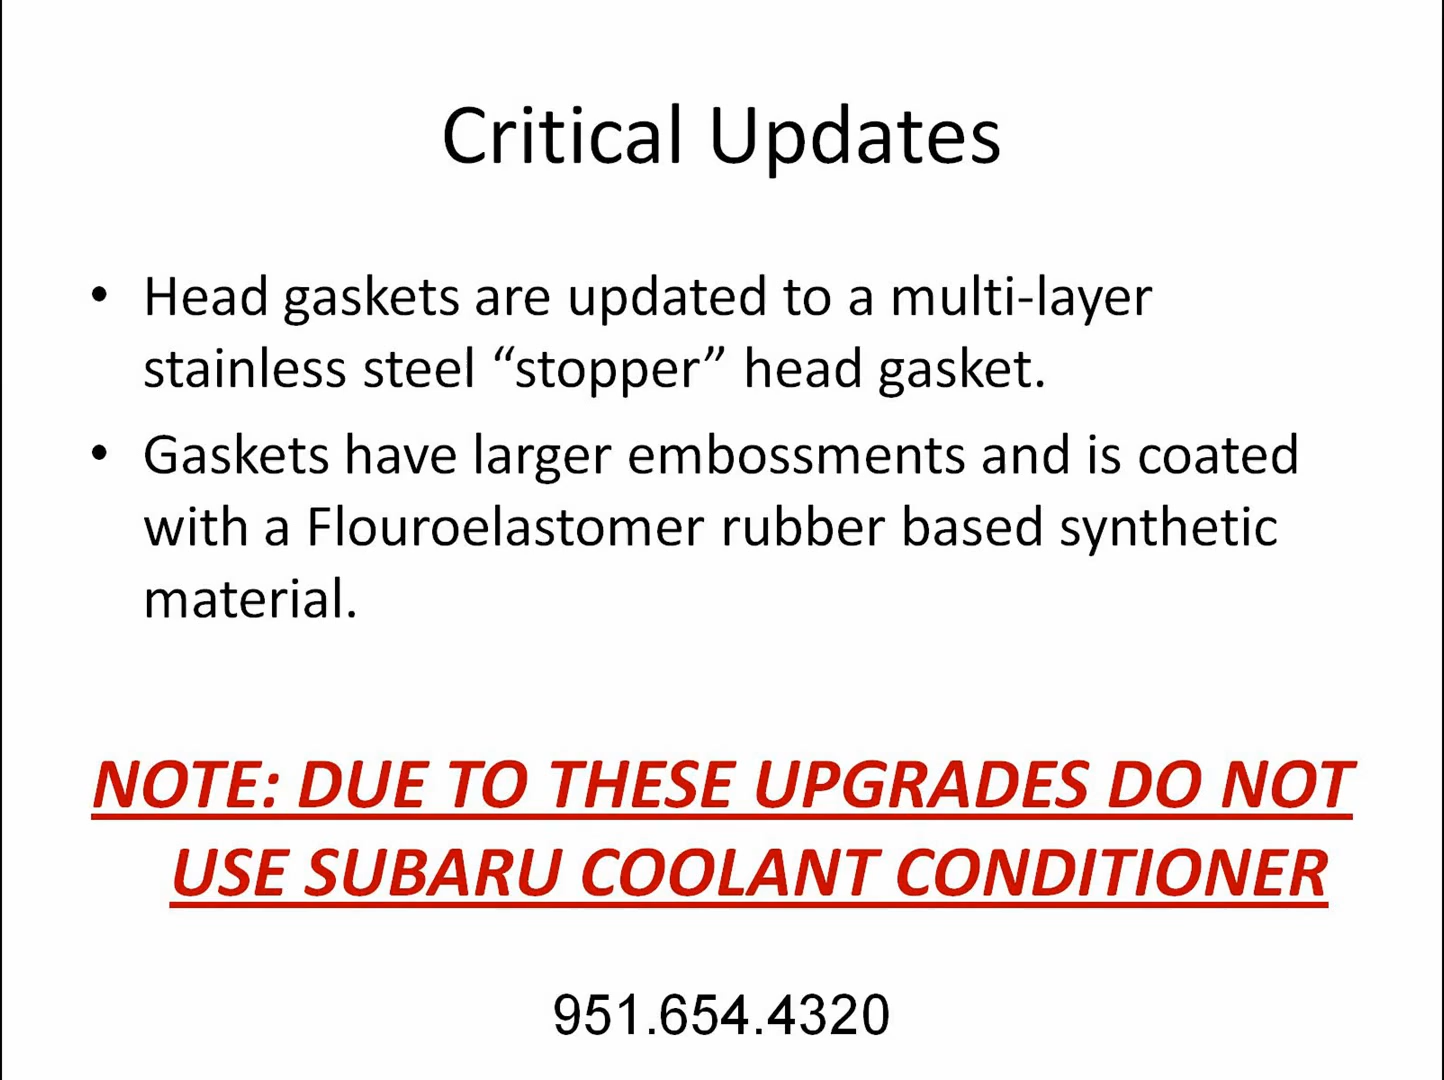 Critical Updates
• Head gaskets are updated to a multi-layer
stainless steel “stopper” head gasket.
• Gaskets have larger embossments and is coated
with a Flouroelastomer rubber based synthetic
material.
NOTE: DUE TO THESE UPGRADES DO NOT
USE SUBARU COOLANT CONDITIONER
951.654.4320